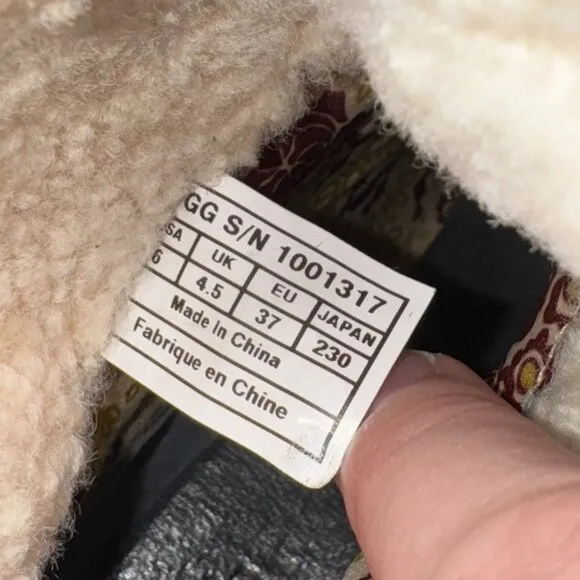 GG S/N 1001317
SA UK EU JAPAN
6 4.5 37 230
Made In China
Fabrique en Chine